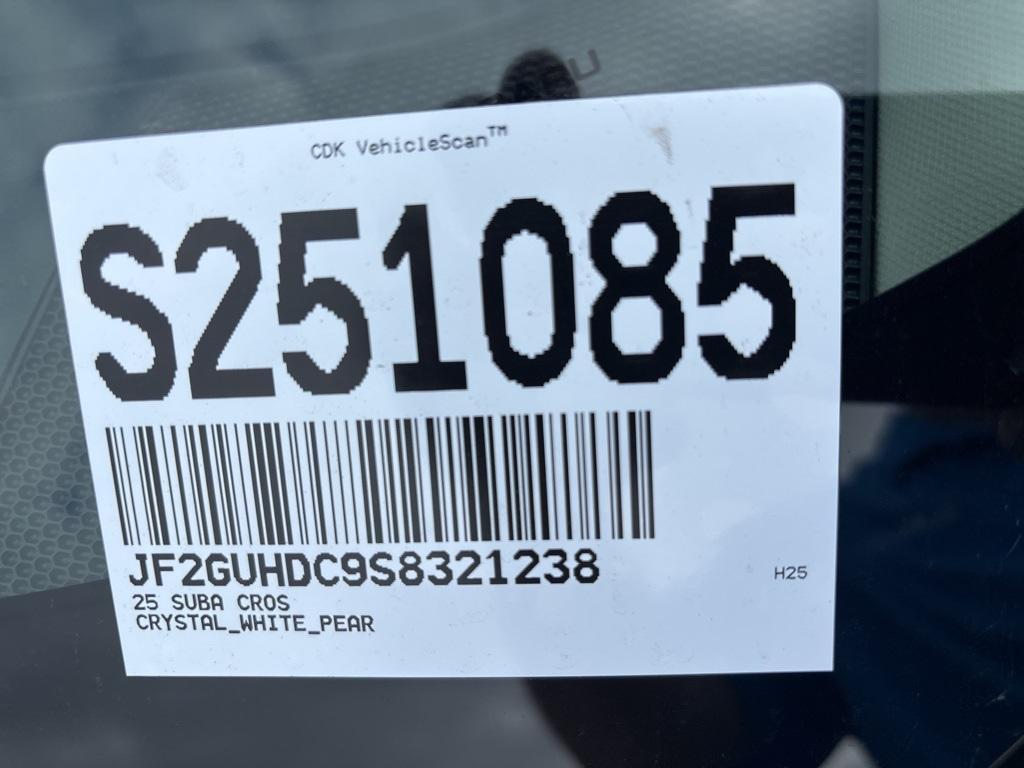 CDK VehicleScan™
S251085
JF2GUHDC9S8321238
H25
25 SUBA CROS
CRYSTAL_WHITE_PEAR